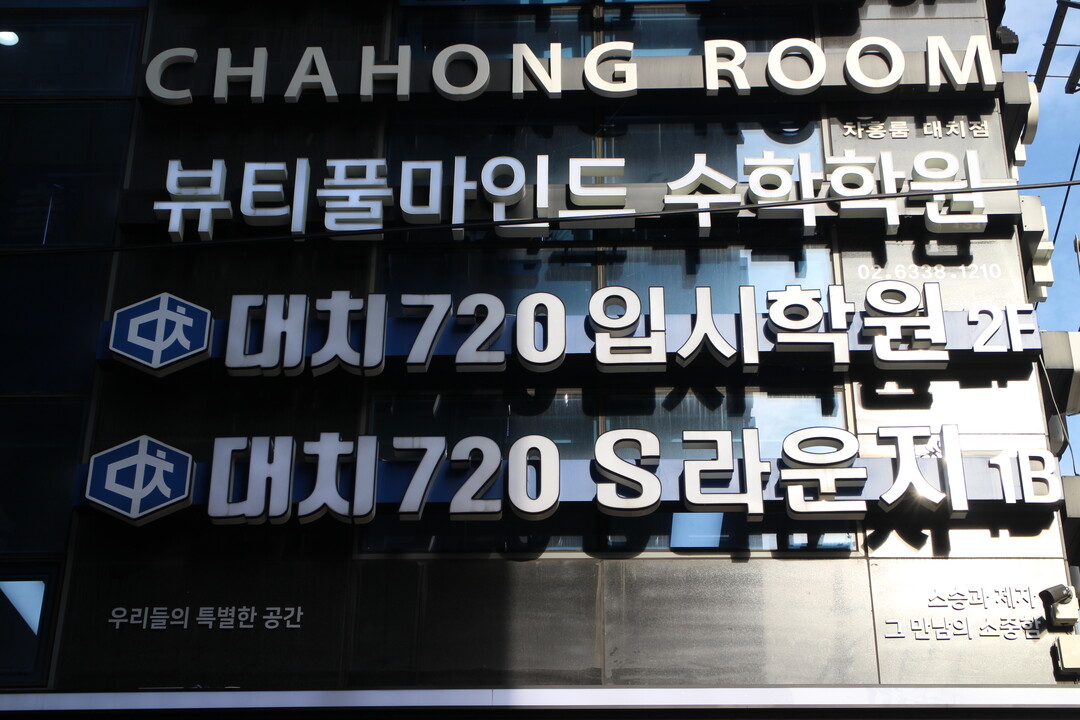 CHAHONG ROOM
차홍룸 대치점
뷰티풀마인드 수학학원
02.6338.1210
대치720 입시학원 2F
대치720 S라운지 1B
우리들의 특별한 공간
스승과 제자
그 만남의 소중함